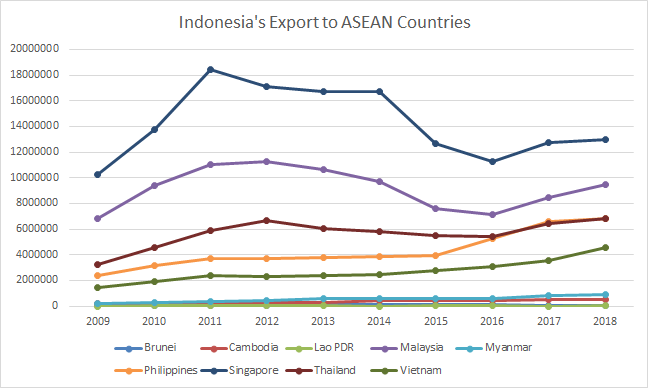 Indonesia's Export to ASEAN Countries
20000000
18000000
16000000
14000000
12000000
10000000
8000000
6000000
4000000
2000000
0
2009 2010 2011 2012 2013 2014 2015 2016 2017 2018
Brunei Cambodia Lao PDR Malaysia Myanmar
Philippines Singapore Thailand Vietnam